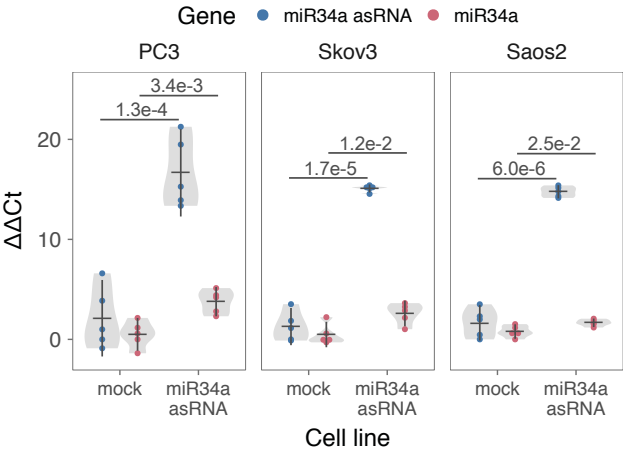 Gene miR34a asRNA miR34a
PC3 Skov3 Saos2
3.4e-3
1.3e-4
1.2e-2
1.7e-5
2.5e-2
6.0e-6
20
10
0
ΔΔCt
mock miR34a asRNA
mock miR34a asRNA
mock miR34a asRNA
Cell line